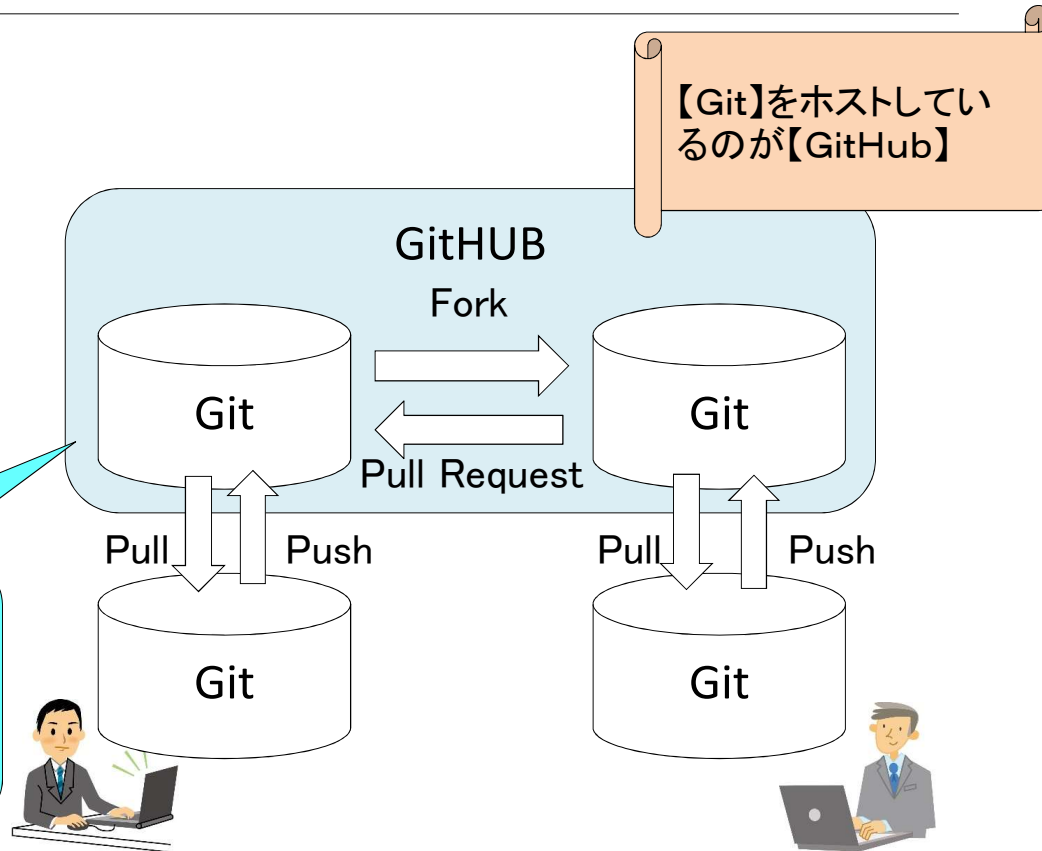 【Git】をホストしてい
るのが【GitHub】
GitHUB
Fork
Git
Git
Pull Request
Pull
Push
Pull
Push
Git
Git